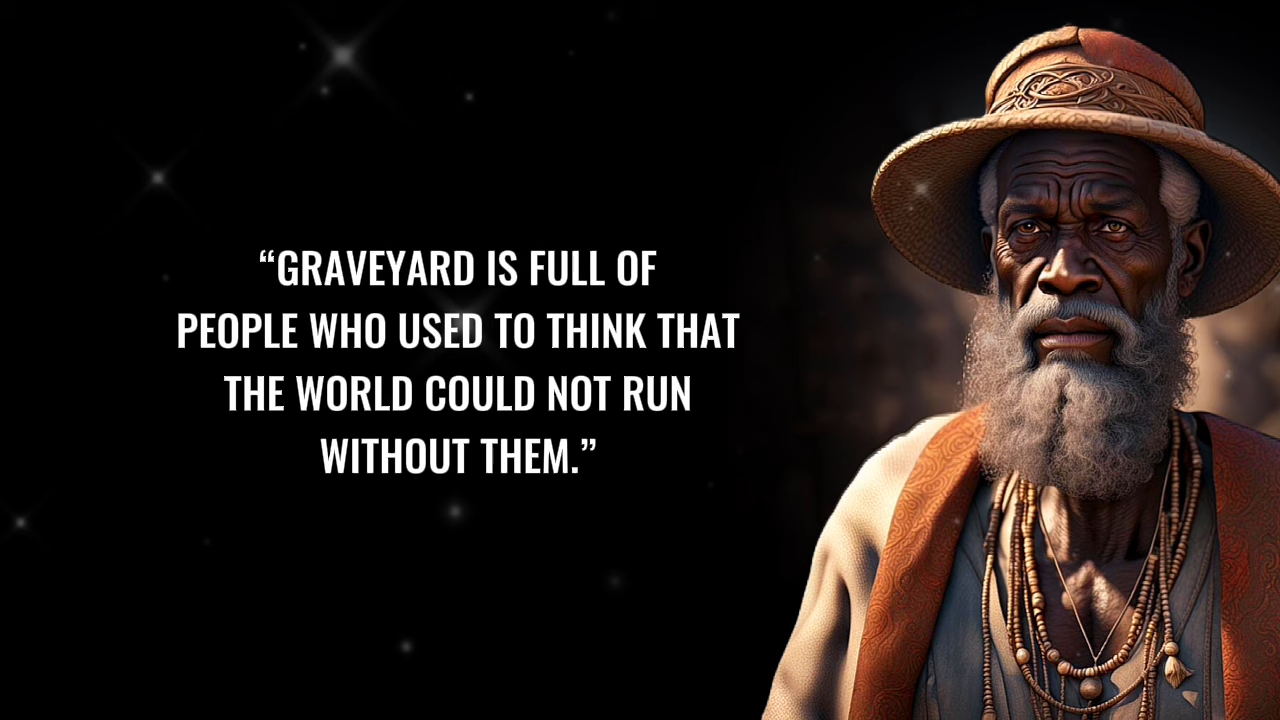 “GRAVEYARD IS FULL OF
PEOPLE WHO USED TO THINK THAT
THE WORLD COULD NOT RUN
WITHOUT THEM.”